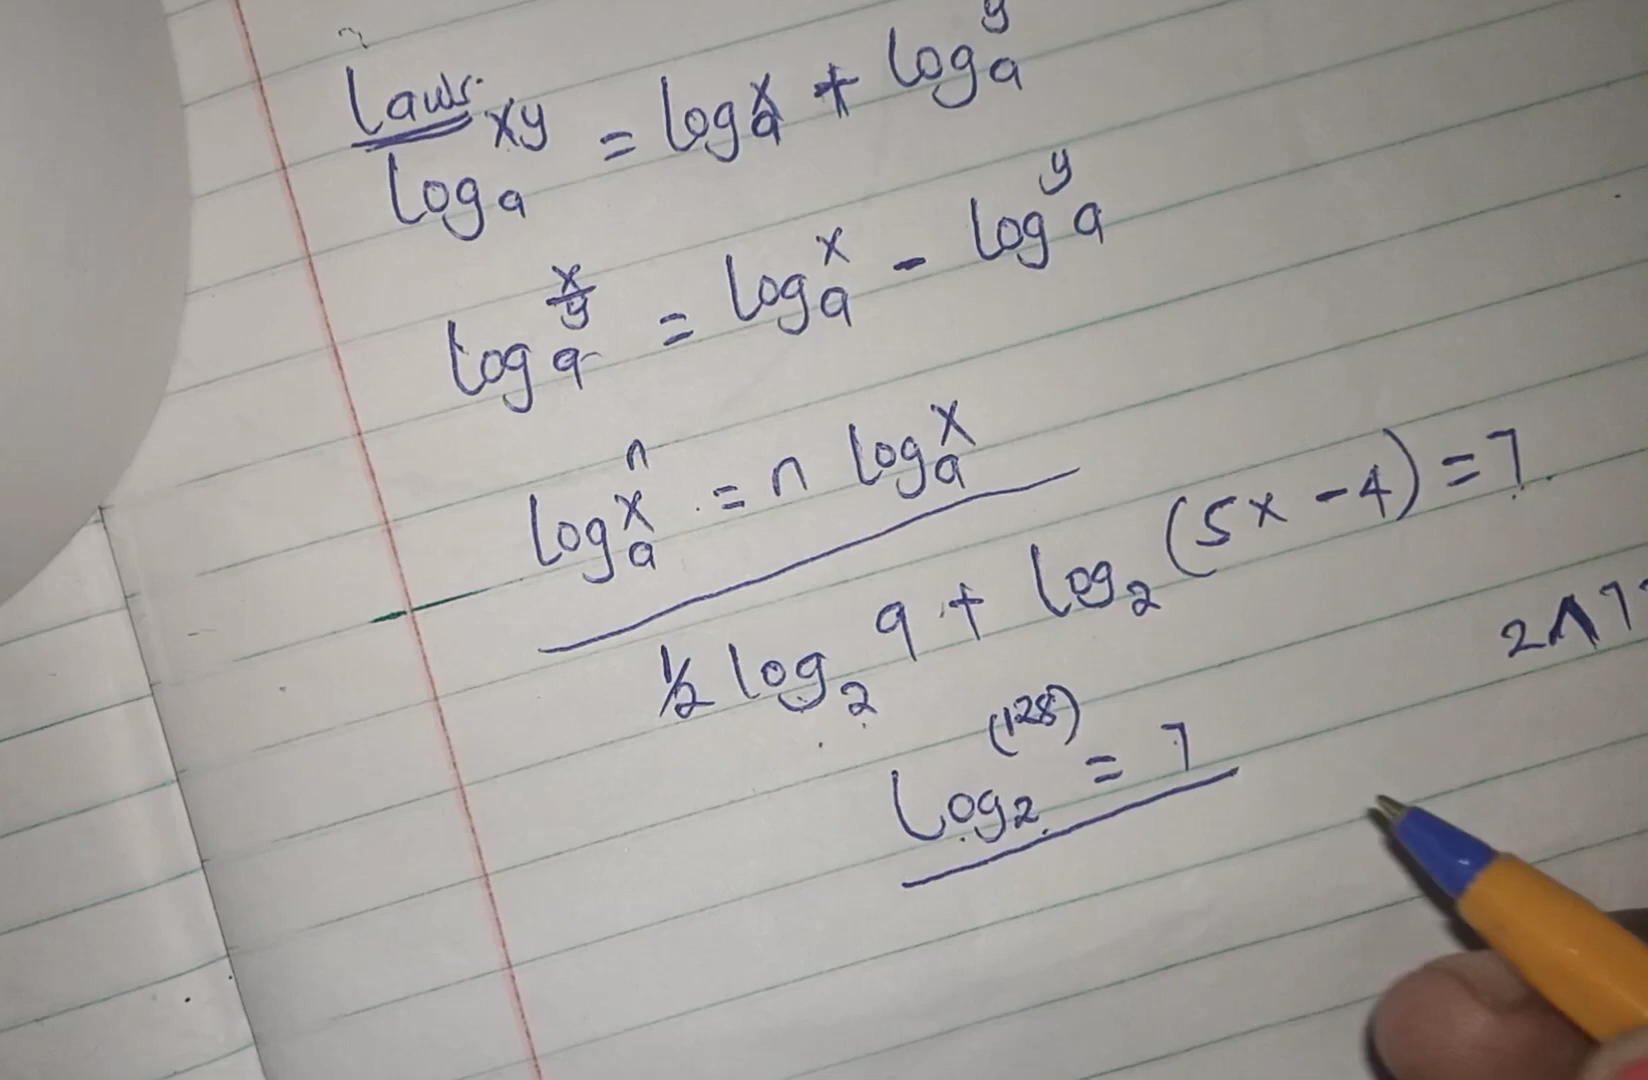 Laws.
logₐ xy = logₐ x + logₐ y
logₐ x/y = logₐ x - logₐ y
logₐ xⁿ = n logₐ x
½ log₂ 9 + log₂ (5x - 4) = 7
2^7
log₂ (128) = 7